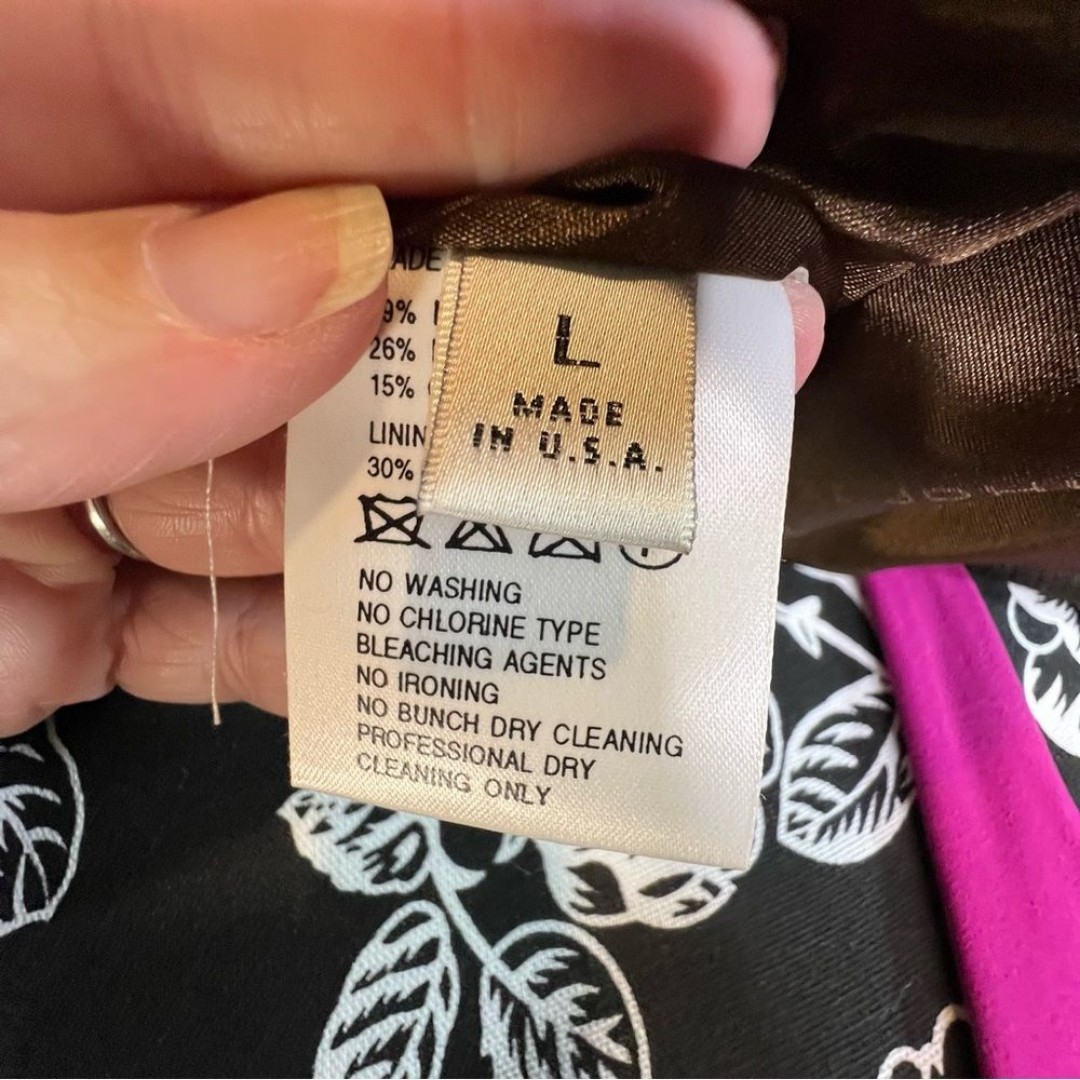 ADE
9%
26%
15%
LININ
30%
L
MADE
IN U.S.A.
NO WASHING
NO CHLORINE TYPE
BLEACHING AGENTS
NO IRONING
NO BUNCH DRY CLEANING
PROFESSIONAL DRY
CLEANING ONLY